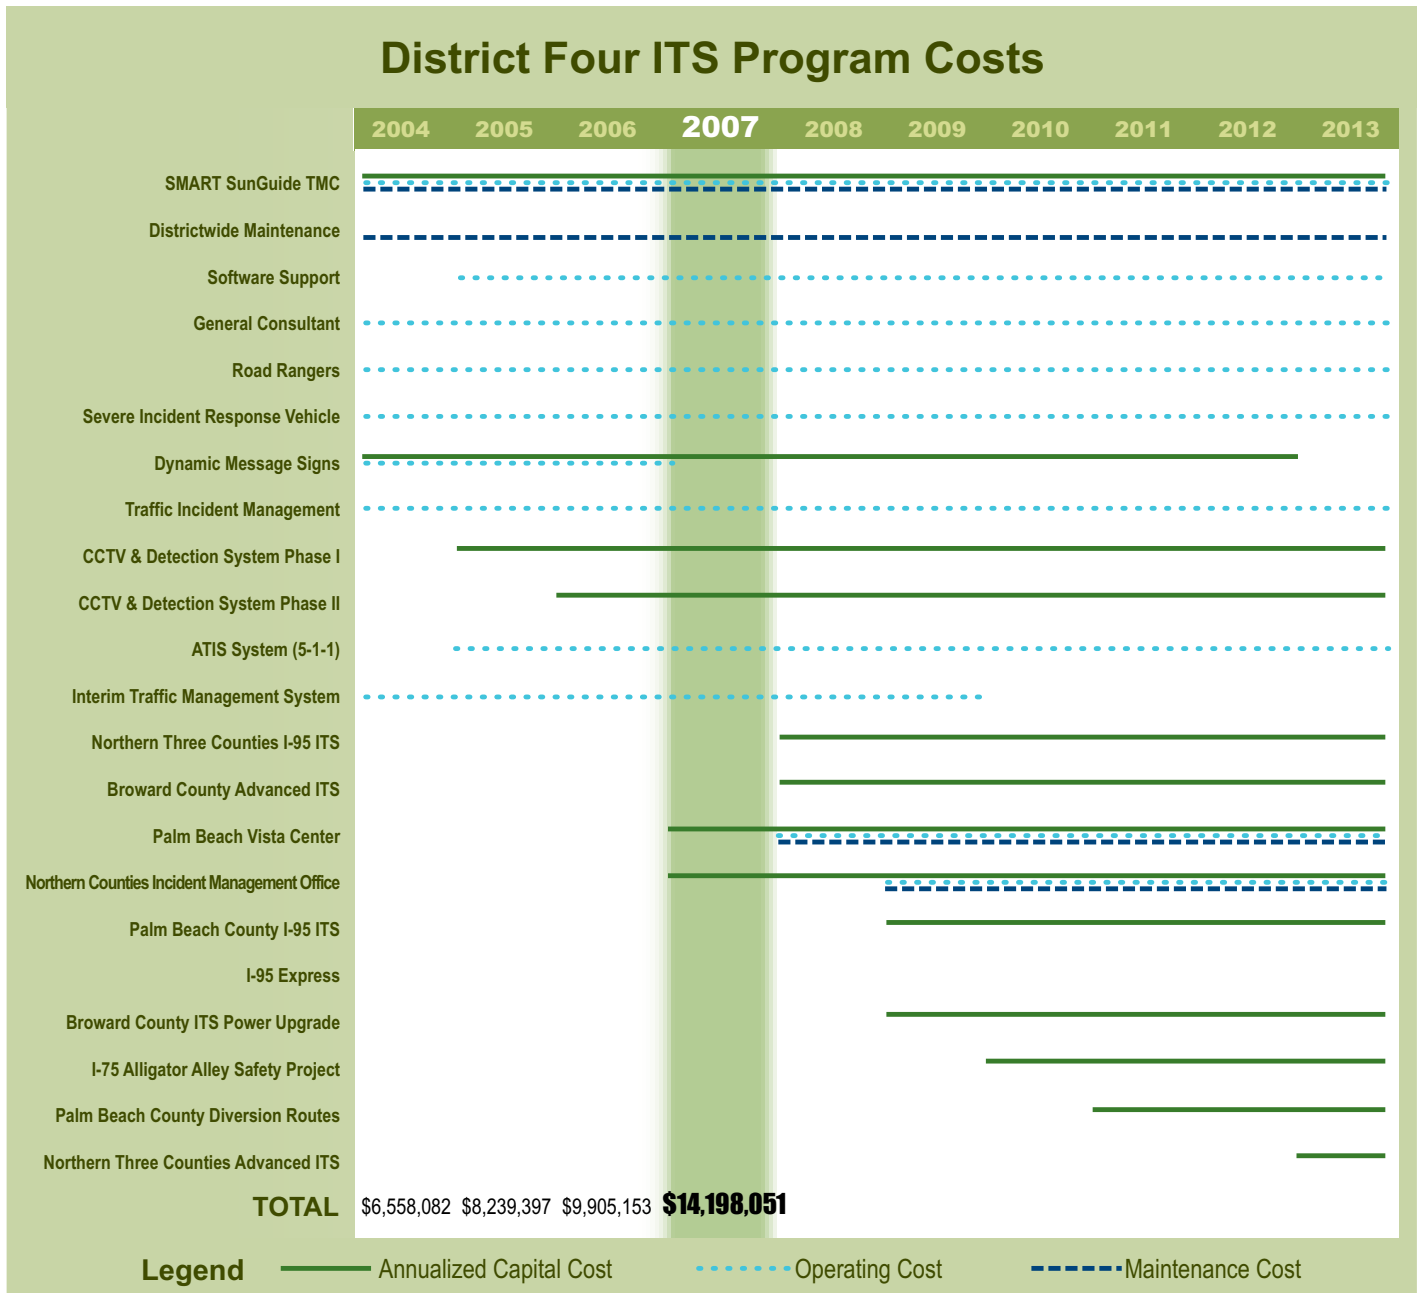 District Four ITS Program Costs
2004 2005 2006 2007 2008 2009 2010 2011 2012 2013
SMART SunGuide TMC
Districtwide Maintenance
Software Support
General Consultant
Road Rangers
Severe Incident Response Vehicle
Dynamic Message Signs
Traffic Incident Management
CCTV & Detection System Phase I
CCTV & Detection System Phase II
ATIS System (5-1-1)
Interim Traffic Management System
Northern Three Counties I-95 ITS
Broward County Advanced ITS
Palm Beach Vista Center
Northern Counties Incident Management Office
Palm Beach County I-95 ITS
I-95 Express
Broward County ITS Power Upgrade
I-75 Alligator Alley Safety Project
Palm Beach County Diversion Routes
Northern Three Counties Advanced ITS
TOTAL $6,558,082 $8,239,397 $9,905,153 $14,198,051
Legend Annualized Capital Cost Operating Cost Maintenance Cost